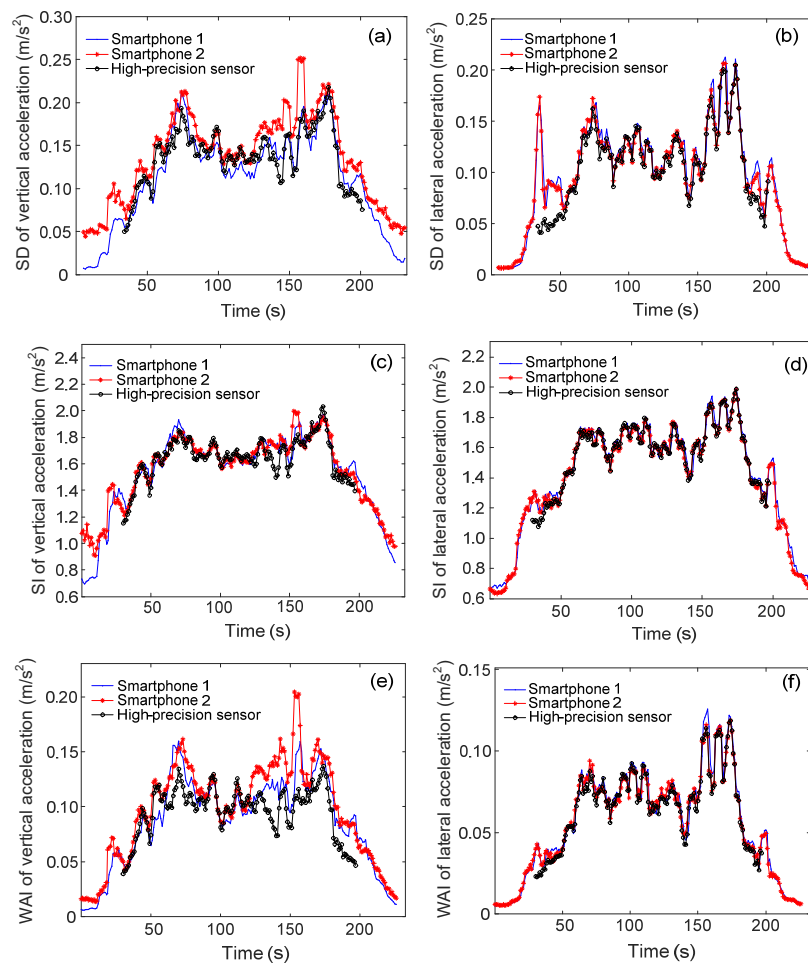 (a)
Smartphone 1
Smartphone 2
High-precision sensor
SD of vertical acceleration (m/s²)
0.30
0.25
0.20
0.15
0.10
0.05
0
50 100 150 200
Time (s)
(b)
Smartphone 1
Smartphone 2
High-precision sensor
SD of lateral acceleration (m/s²)
0.25
0.20
0.15
0.10
0.05
0
50 100 150 200
Time (s)
(c)
Smartphone 1
Smartphone 2
High-precision sensor
SI of vertical acceleration (m/s²)
2.4
2.2
2.0
1.8
1.6
1.4
1.2
1.0
0.8
0.6
50 100 150 200
Time (s)
(d)
Smartphone 1
Smartphone 2
High-precision sensor
SI of lateral acceleration (m/s²)
2.2
2.0
1.8
1.6
1.4
1.2
1.0
0.8
0.6
50 100 150 200
Time (s)
(e)
Smartphone 1
Smartphone 2
High-precision sensor
WAI of vertical acceleration (m/s²)
0.20
0.15
0.10
0.05
0
50 100 150 200
Time (s)
(f)
Smartphone 1
Smartphone 2
High-precision sensor
WAI of lateral acceleration (m/s²)
0.15
0.10
0.05
0
50 100 150 200
Time (s)